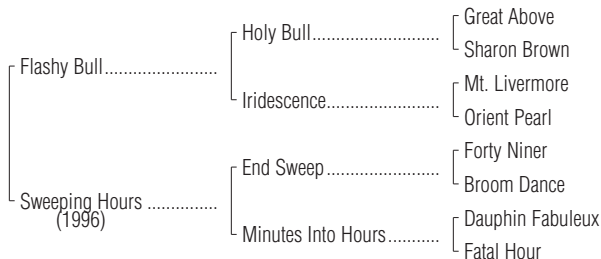 Great Above
Holy Bull
Sharon Brown
Flashy Bull
Mt. Livermore
Iridescence
Orient Pearl
Forty Niner
End Sweep
Broom Dance
Sweeping Hours
(1996)
Dauphin Fabuleux
Minutes Into Hours
Fatal Hour